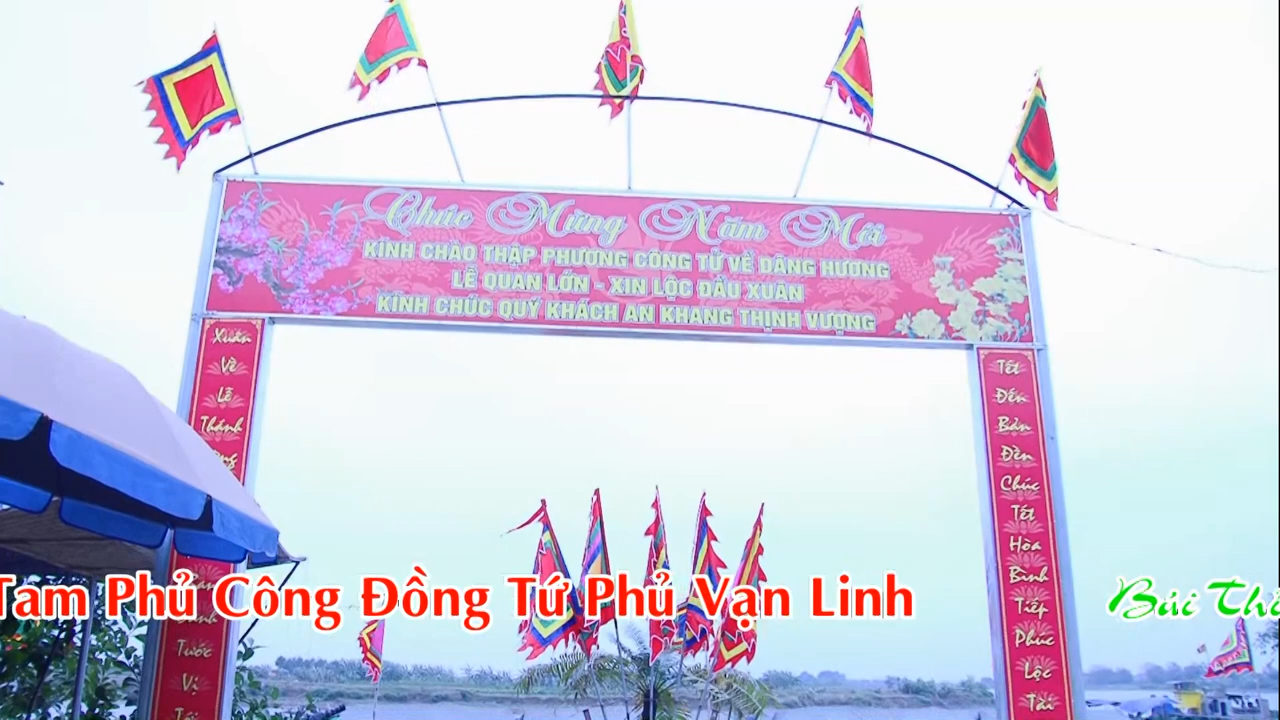 Chúc Mừng Năm Mới
KÍNH CHÀO THẬP PHƯƠNG CÔNG TỬ VỀ DÂNG HƯƠNG
LỄ QUAN LỚN - XIN LỘC ĐẦU XUÂN
KÍNH CHÚC QUÝ KHÁCH AN KHANG THỊNH VƯỢNG
Xuân
Về
Lễ
Thánh
Tước
Vị
Tết
Đến
Bản
Đền
Chúc
Tết
Hòa
Bình
Tiếp
Phúc
Lộc
Tài
Tam Phủ Công Đồng Tứ Phủ Vạn Linh
Bùi